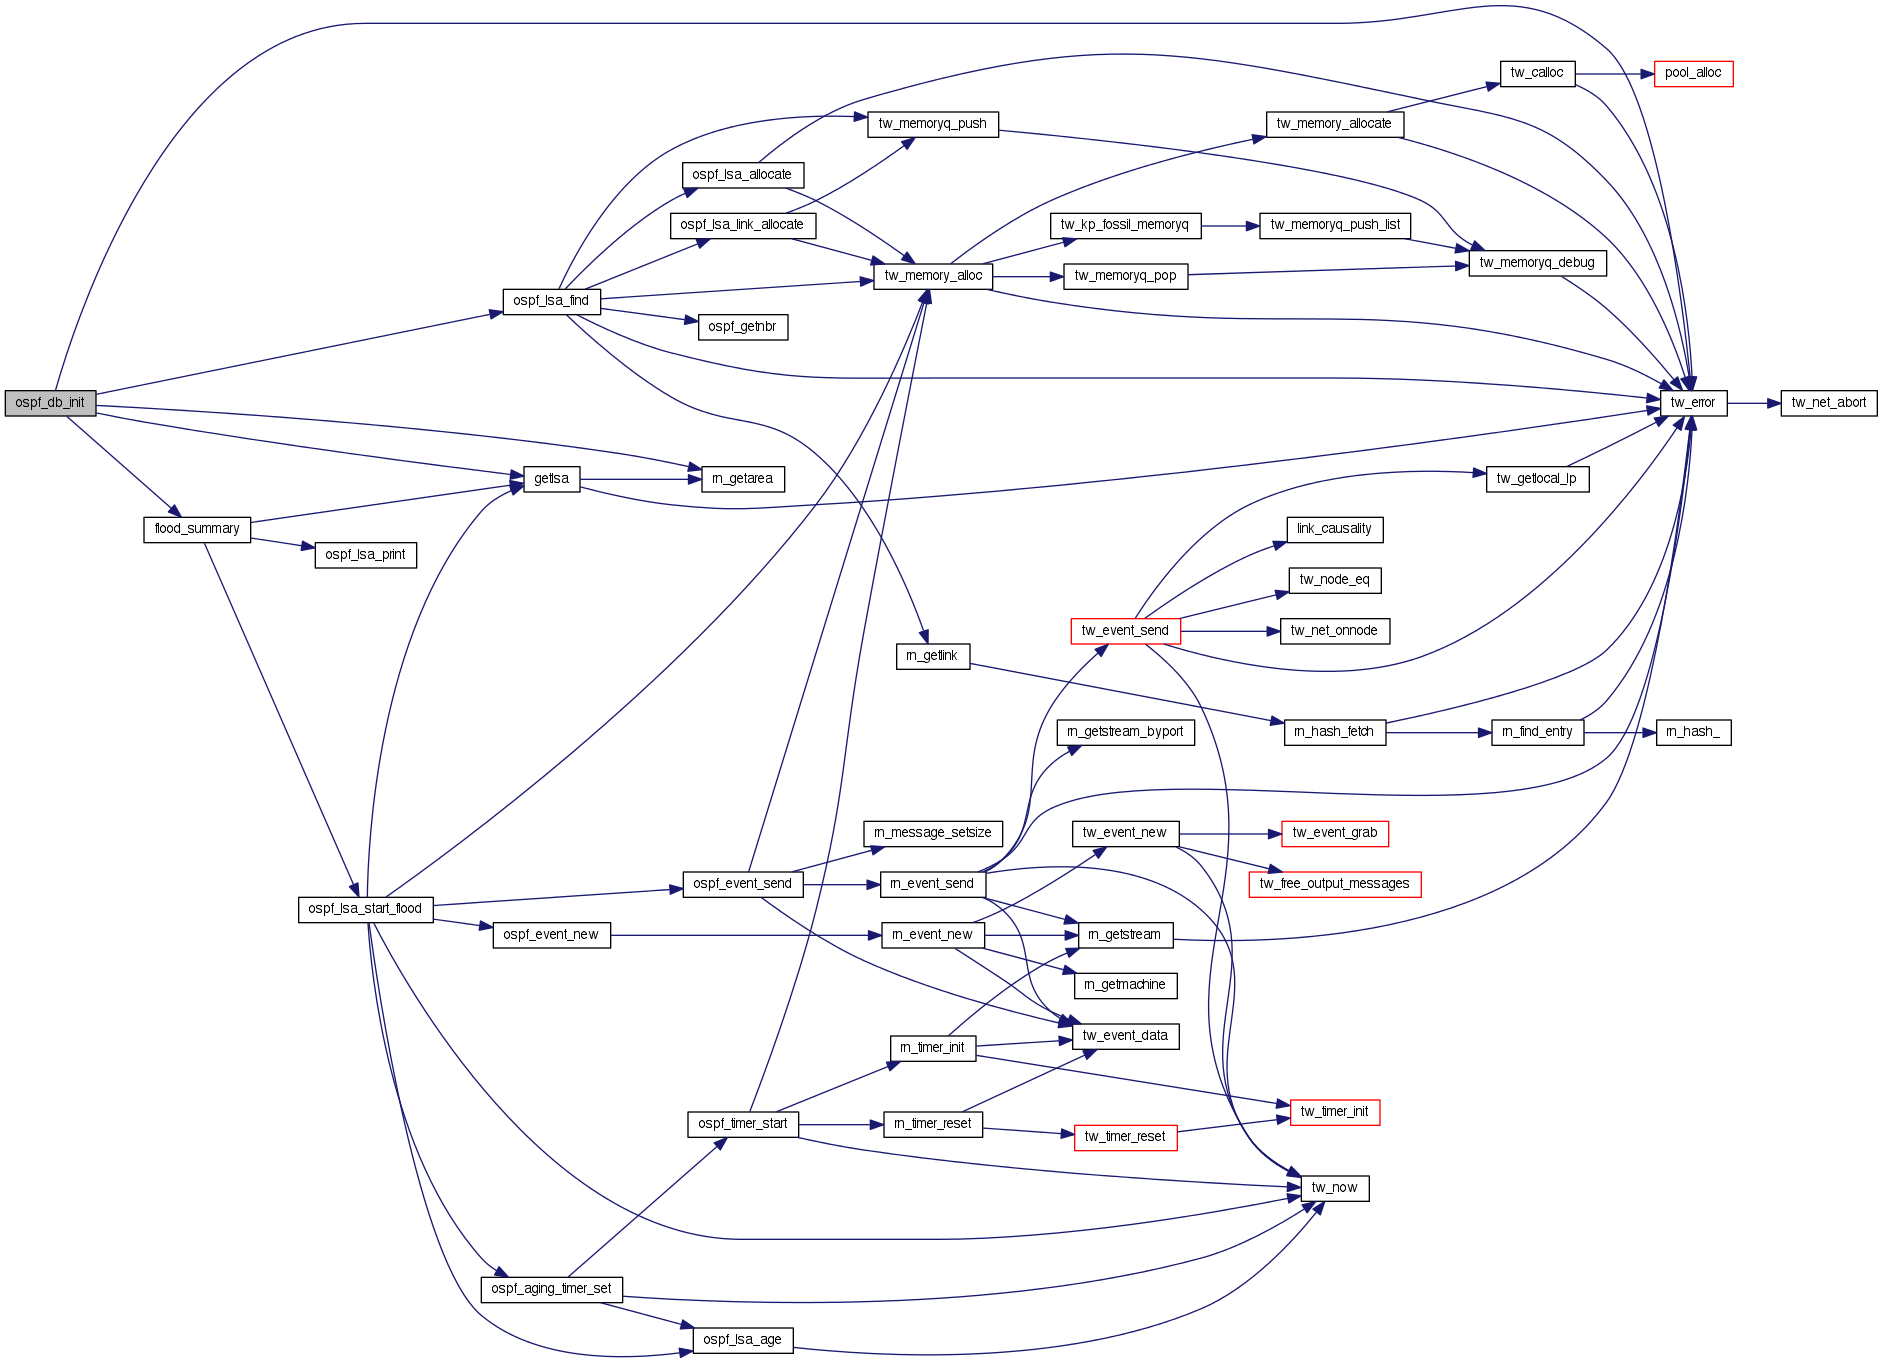 tw_calloc
pool_alloc
tw_memoryq_push
tw_memory_allocate
ospf_lsa_allocate
ospf_lsa_link_allocate
tw_kp_fossil_memoryq
tw_memoryq_push_list
tw_memoryq_debug
tw_memory_alloc
tw_memoryq_pop
ospf_lsa_find
ospf_getnbr
ospf_db_init
tw_error
tw_net_abort
getlsa
rn_getarea
tw_getlocal_lp
flood_summary
link_causality
ospf_lsa_print
tw_node_eq
tw_event_send
tw_net_onnode
rn_getlink
rn_getstream_byport
rn_hash_fetch
rn_find_entry
rn_hash_
rn_message_setsize
tw_event_new
tw_event_grab
ospf_event_send
rn_event_send
tw_free_output_messages
ospf_lsa_start_flood
ospf_event_new
rn_event_new
rn_getstream
rn_getmachine
tw_event_data
rn_timer_init
tw_timer_init
ospf_timer_start
rn_timer_reset
tw_timer_reset
tw_now
ospf_aging_timer_set
ospf_lsa_age